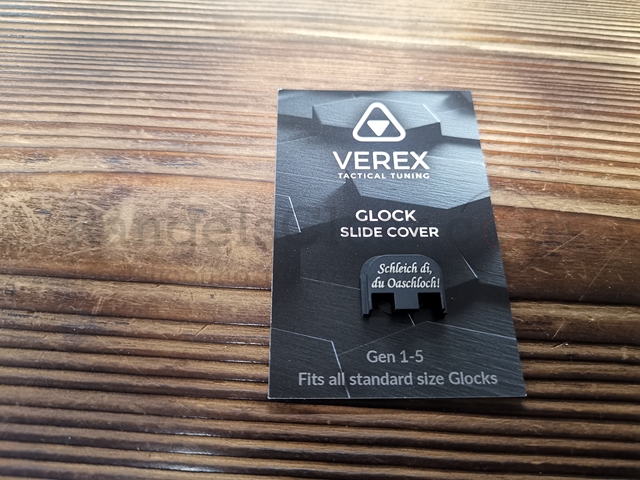 VEREX
TACTICAL TUNING
GLOCK
SLIDE COVER
Schleich di,
du Oaschloch!
Gen 1-5
Fits all standard size Glocks